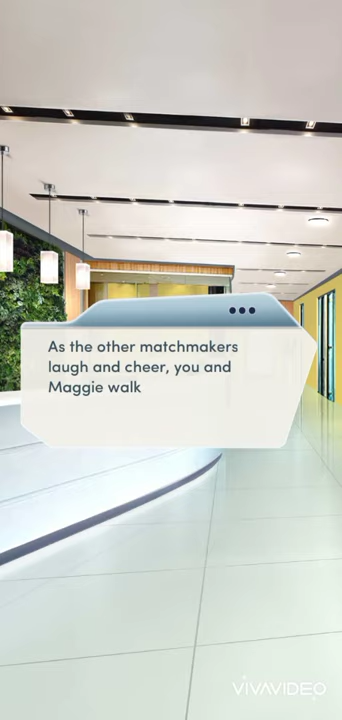 As the other matchmakers
laugh and cheer, you and
Maggie walk
VIVAVIDEO